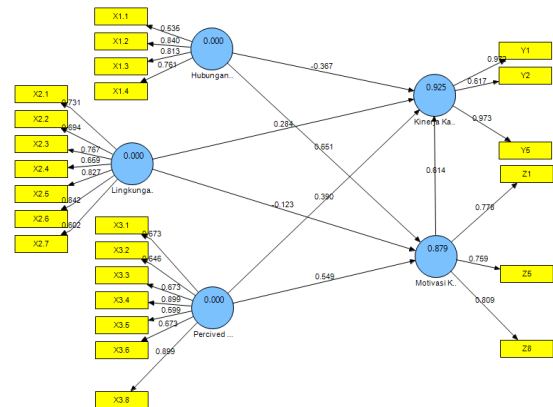 X1.1
0.536
X1.2
0.840
X1.3
0.813
X1.4
0.761
0.000
Hubungan..
X2.1
0.731
X2.2
0.694
X2.3
0.767
X2.4
0.669
X2.5
0.827
X2.6
0.842
X2.7
0.602
0.000
Lingkunga..
X3.1
0.673
X3.2
0.646
X3.3
0.673
X3.4
0.899
X3.5
0.599
X3.6
0.673
X3.8
0.899
0.000
Percived ...
-0.367
0.284
0.651
0.390
-0.123
0.549
0.614
0.925
Kinerja Ka..
Y1
Y2
0.617
Y5
0.973
0.879
Motivasi K..
Z1
0.778
Z5
0.759
Z8
0.809